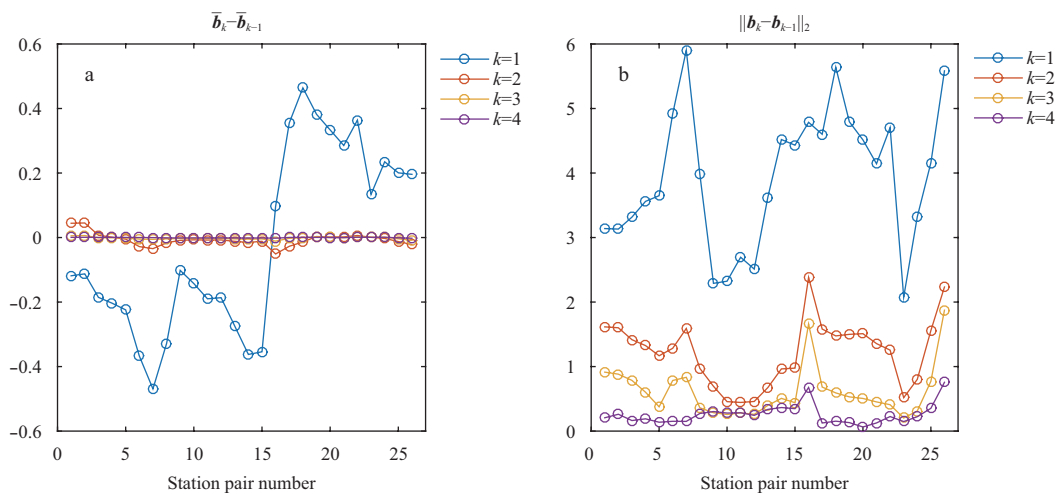 b̅ₖ−b̅ₖ₋₁
0.6
0.4
0.2
0
−0.2
−0.4
−0.6
a
k=1
k=2
k=3
k=4
0 5 10 15 20 25
Station pair number
||bₖ−bₖ₋₁||₂
6
5
4
3
2
1
0
b
k=1
k=2
k=3
k=4
0 5 10 15 20 25
Station pair number